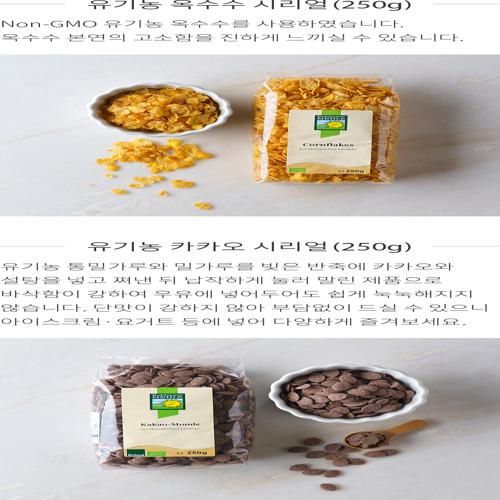 유기농 옥수수 시리얼(250g)
Non-GMO 유기농 옥수수를 사용하였습니다.
옥수수 본연의 고소함을 진하게 느끼실 수 있습니다.
Cornflakes
250g
유기농 카카오 시리얼(250g)
유기농 통밀가루와 밀가루를 빚은 반죽에 카카오와
설탕을 넣고 쪄낸 뒤 납작하게 눌러 말린 제품으로
바삭함이 강하여 우유에 넣어두어도 쉽게 눅눅해지지
않습니다. 단맛이 강하지 않아 부담없이 드실 수 있으니
아이스크림·요거트 등에 넣어 다양하게 즐겨보세요.
Kakao-Monde
250g